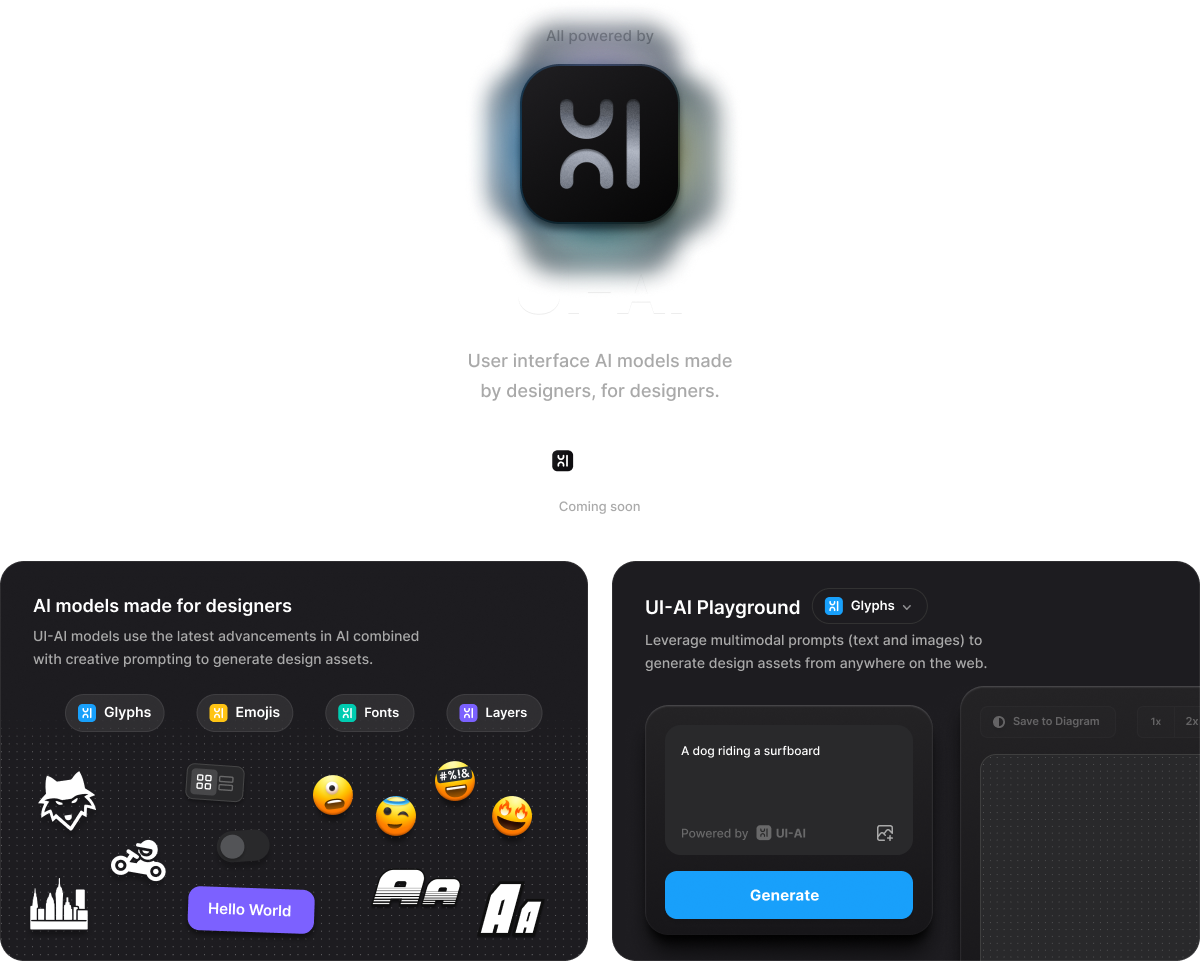 All powered by
UI-AI
User interface AI models made
by designers, for designers.
Coming soon
AI models made for designers
UI-AI models use the latest advancements in AI combined
with creative prompting to generate design assets.
Glyphs
Emojis
Fonts
Layers
#%!&
Hello World
Aa
Aa
UI-AI Playground
Glyphs
Leverage multimodal prompts (text and images) to
generate design assets from anywhere on the web.
A dog riding a surfboard
Powered by UI-AI
Generate
Save to Diagram
1x
2x